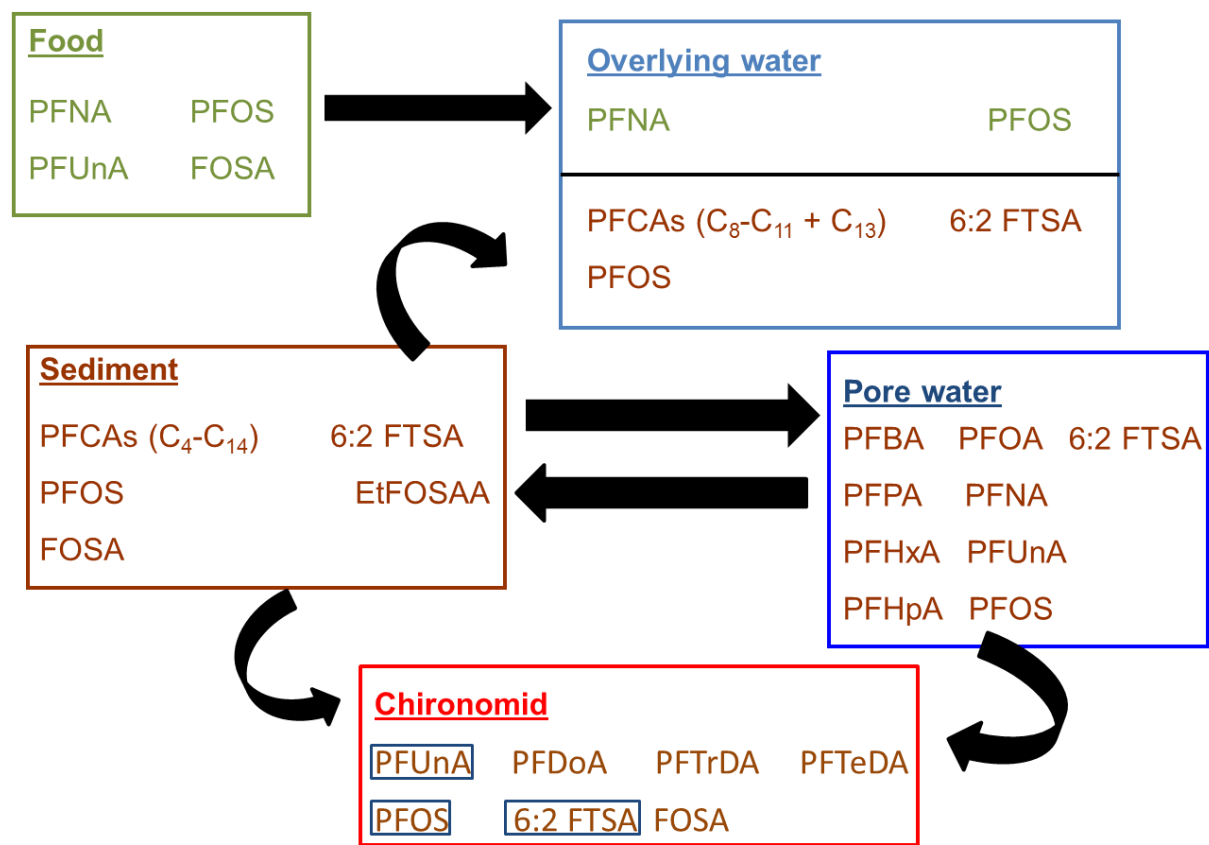 Food
PFNA PFOS
PFUnA FOSA
Overlying water
PFNA PFOS
PFCAs (C₈-C₁₁ + C₁₃) 6:2 FTSA
PFOS
Sediment
PFCAs (C₄-C₁₄) 6:2 FTSA
PFOS EtFOSAA
FOSA
Pore water
PFBA PFOA 6:2 FTSA
PFPA PFNA
PFHxA PFUnA
PFHpA PFOS
Chironomid
PFUnA PFDoA PFTrDA PFTeDA
PFOS 6:2 FTSA FOSA